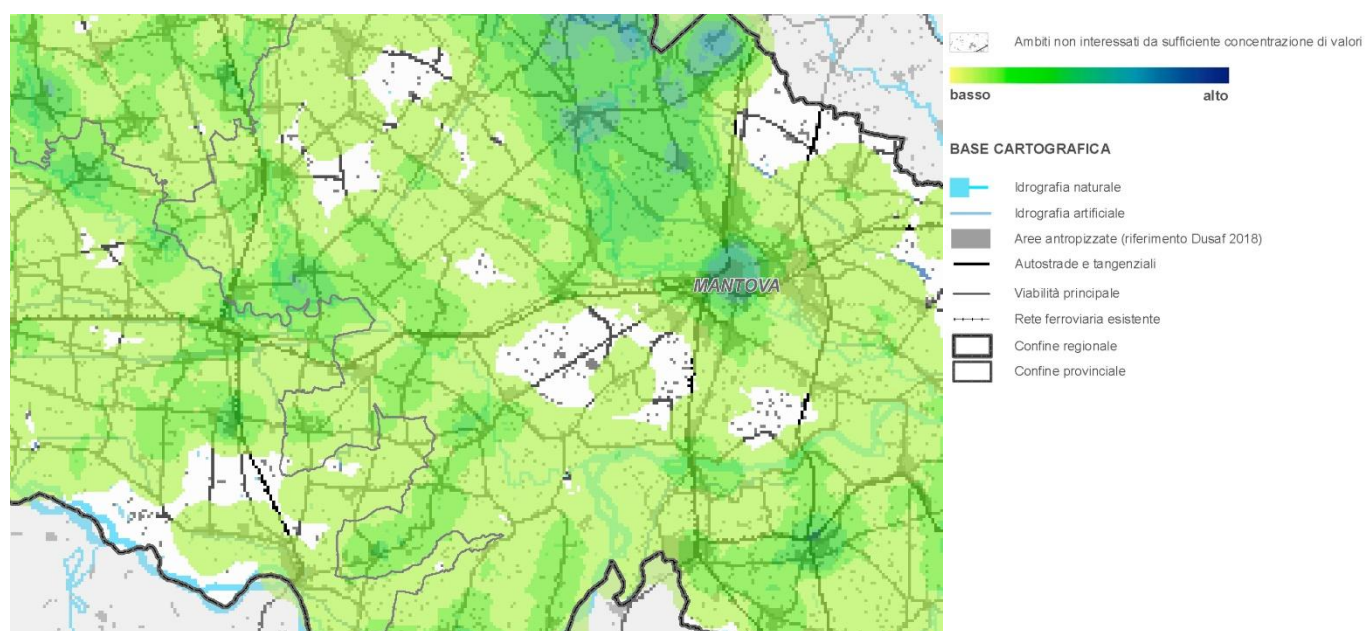 MANTOVA
Ambiti non interessati da sufficiente concentrazione di valori
basso alto
BASE CARTOGRAFICA
Idrografia naturale
Idrografia artificiale
Aree antropizzate (riferimento Dusaf 2018)
Autostrade e tangenziali
Viabilità principale
Rete ferroviaria esistente
Confine regionale
Confine provinciale